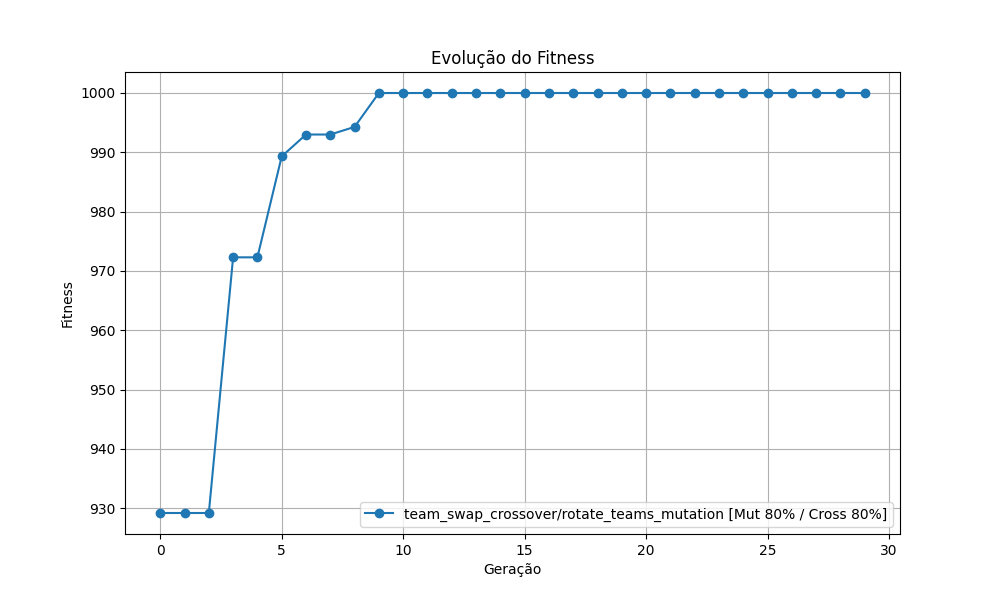 Evolução do Fitness
Fitness
1000
990
980
970
960
950
940
930
team_swap_crossover/rotate_teams_mutation [Mut 80% / Cross 80%]
0 5 10 15 20 25 30
Geração